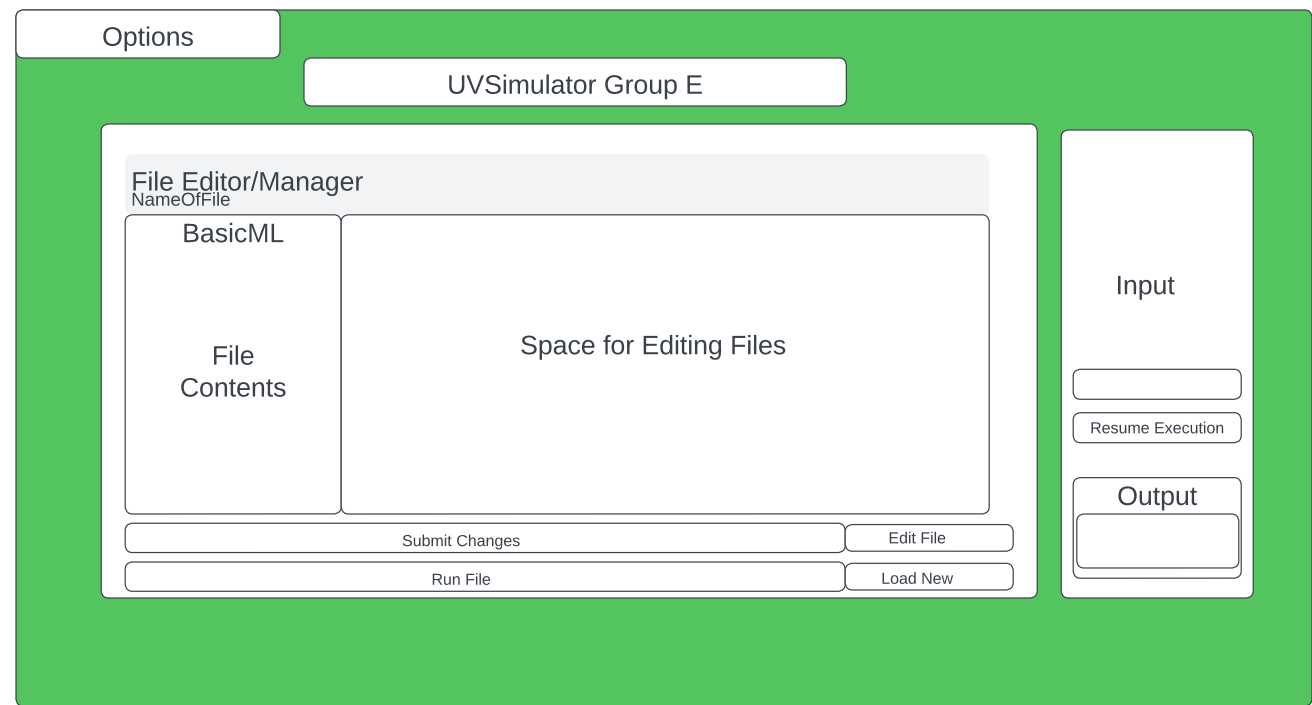 Options
UVSimulator Group E
File Editor/Manager
NameOfFile
BasicML
File
Contents
Space for Editing Files
Submit Changes
Edit File
Run File
Load New
Input
Resume Execution
Output